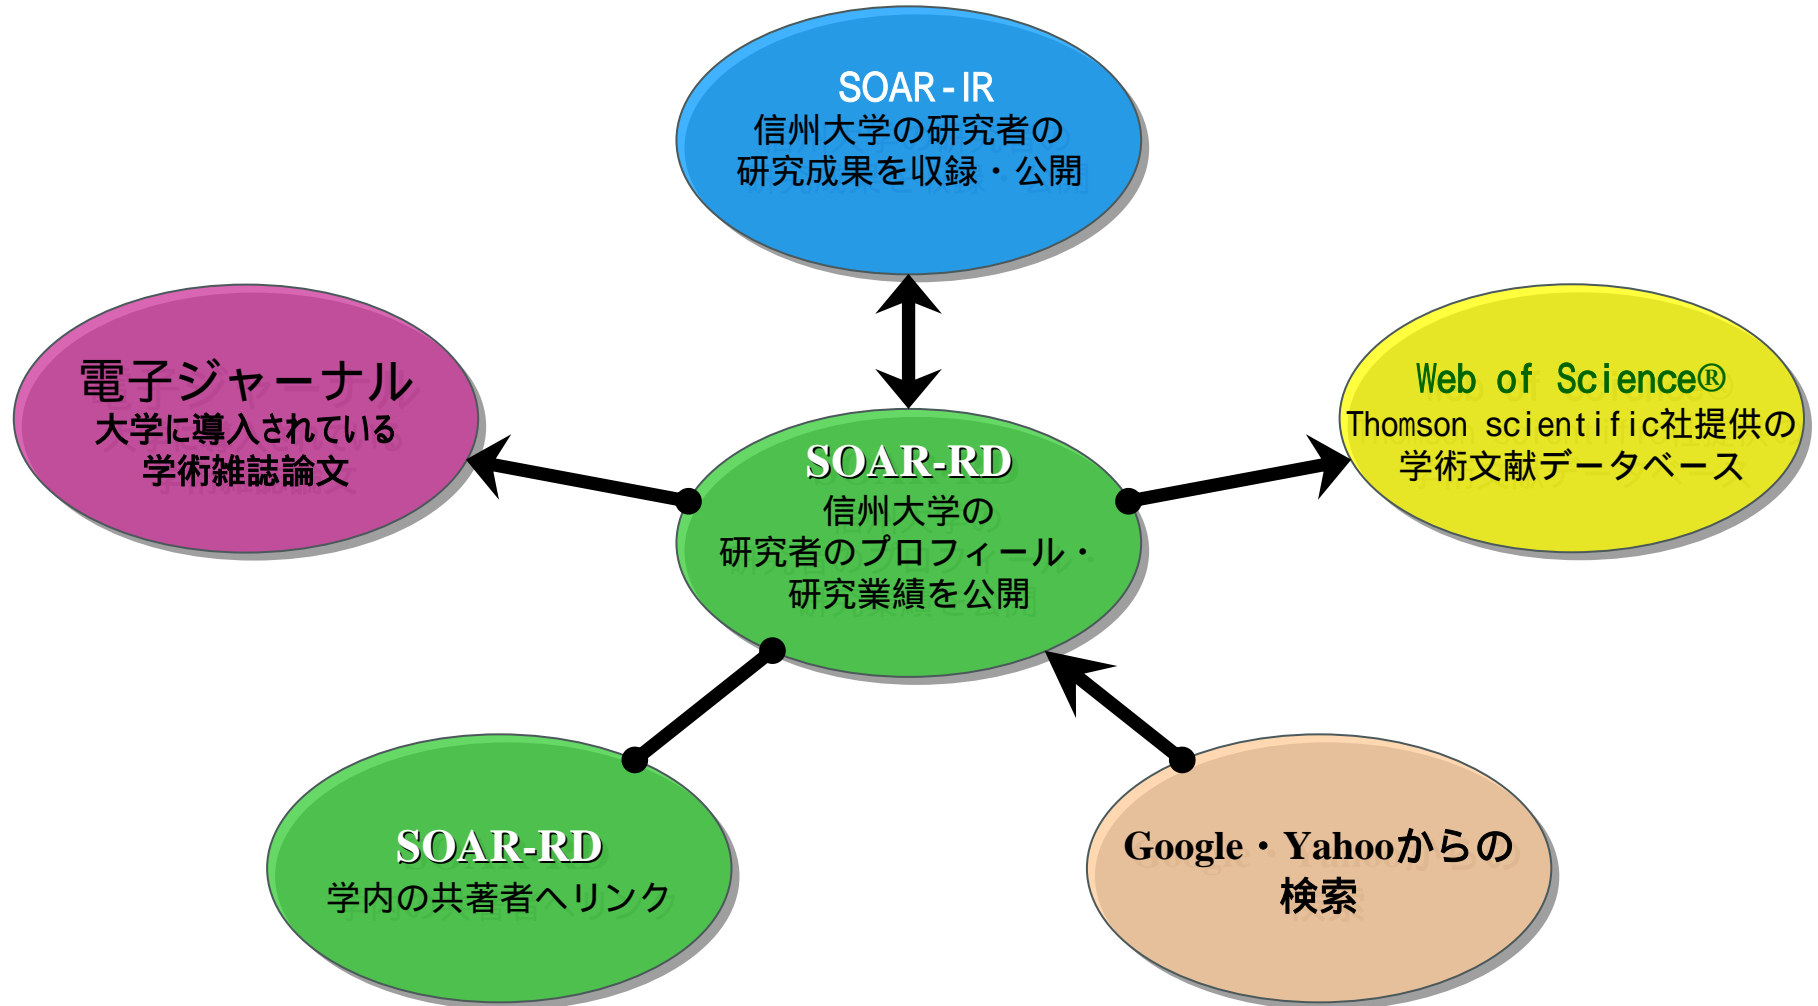 SOAR-IR
信州大学の研究者の
研究成果を収録・公開
電子ジャーナル
大学に導入されている
学術雑誌論文
Web of Science®
Thomson scientific社提供の
学術文献データベース
SOAR-RD
信州大学の
研究者のプロフィール・
研究業績を公開
SOAR-RD
学内の共著者へリンク
Google・Yahooからの
検索